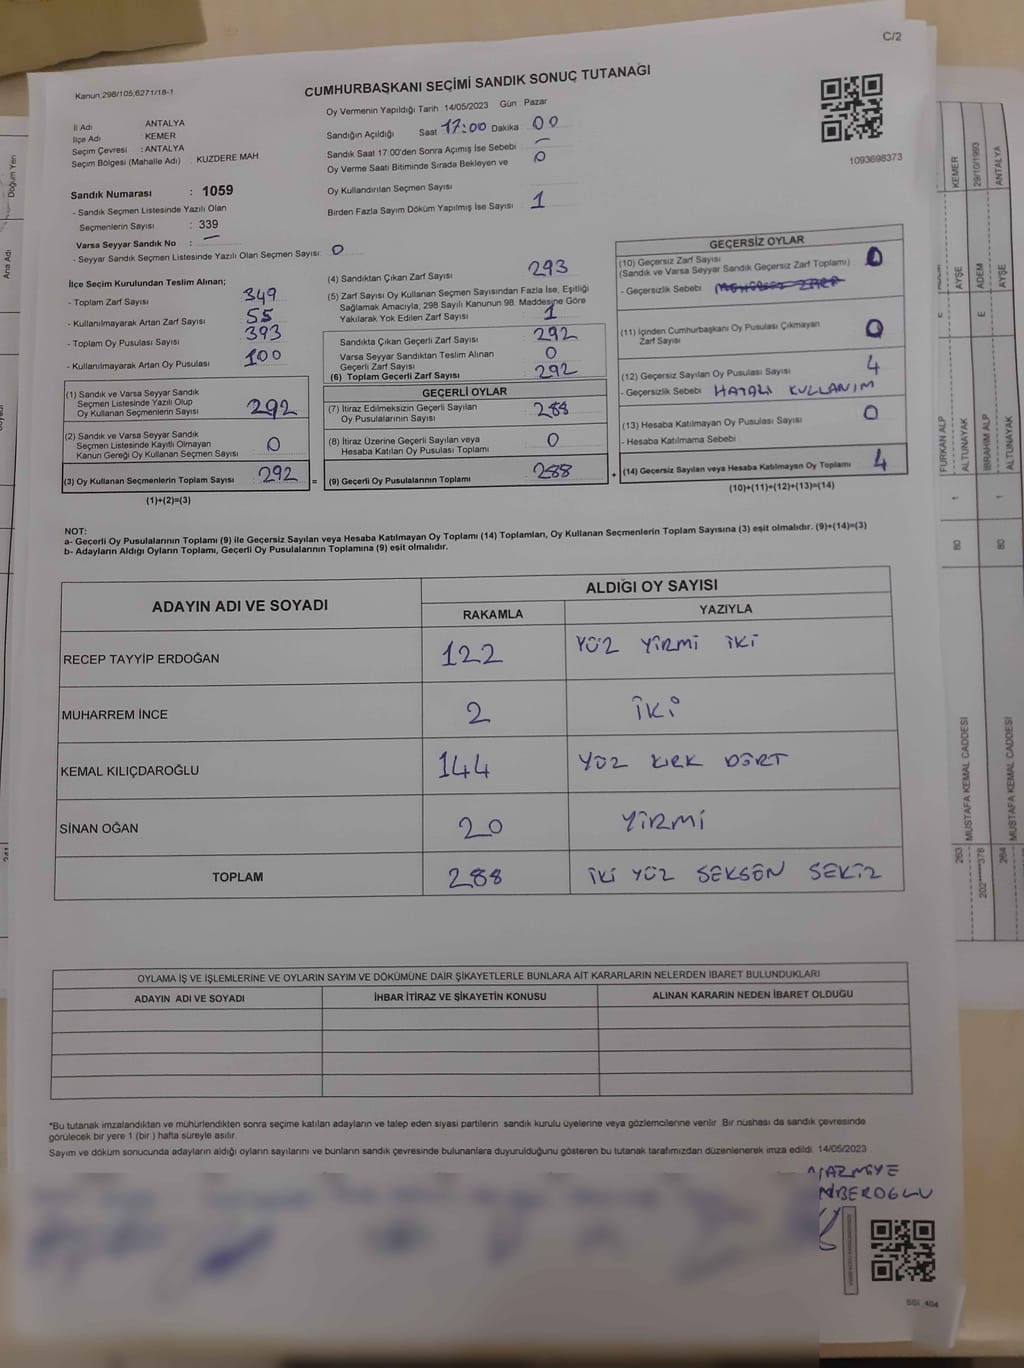 C/2
Kanun 298/105,6271/18-1
CUMHURBAŞKANI SEÇİMİ SANDIK SONUÇ TUTANAĞI
İl Adı : ANTALYA
İlçe Adı : KEMER
Seçim Çevresi : ANTALYA
Seçim Bölgesi (Mahalle Adı) : KUZDERE MAH
Oy Vermenin Yapıldığı Tarih : 14/05/2023 Gün : Pazar
Sandığın Açıldığı Saat 17:00 Dakika 00
Sandık Saat 17:00'den Sonra Açımış İse Sebebi –
Oy Verme Saati Bitiminde Sırada Bekleyen ve 0
Oy Kullandırılan Seçmen Sayısı
Birden Fazla Sayım Döküm Yapılmış İse Sayısı 1
1093698373
Sandık Numarası : 1059
- Sandık Seçmen Listesinde Yazılı Olan
Seçmenlerin Sayısı : 339
Varsa Seyyar Sandık No : –
- Seyyar Sandık Seçmen Listesinde Yazılı Olan Seçmen Sayısı: 0
İlçe Seçim Kurulundan Teslim Alınan;
- Toplam Zarf Sayısı 349
- Kullanılmayarak Artan Zarf Sayısı 55
- Toplam Oy Pusulası Sayısı 393
- Kullanılmayarak Artan Oy Pusulası 100
(1) Sandık ve Varsa Seyyar Sandık
Seçmen Listesinde Yazılı Olup
Oy Kullanan Seçmenlerin Sayısı 292
(2) Sandık ve Varsa Seyyar Sandık
Seçmen Listesinde Kayıtlı Olmayan
Kanun Gereği Oy Kullanan Seçmen Sayısı 0
(3) Oy Kullanan Seçmenlerin Toplam Sayısı 292
(1)+(2)=(3)
(4) Sandıktan Çıkan Zarf Sayısı 293
(5) Zarf Sayısı Oy Kullanan Seçmen Sayısından Fazla İse, Eşitliği
Sağlamak Amacıyla, 298 Sayılı Kanunun 98. Maddesine Göre
Yakılarak Yok Edilen Zarf Sayısı 1
Sandıkta Çıkan Geçerli Zarf Sayısı 292
Varsa Seyyar Sandıktan Teslim Alınan
Geçerli Zarf Sayısı 0
(6) Toplam Geçerli Zarf Sayısı 292
GEÇERLİ OYLAR
(7) İtiraz Edilmeksizin Geçerli Sayılan
Oy Pusulalarının Sayısı 288
(8) İtiraz Üzerine Geçerli Sayılan veya
Hesaba Katılan Oy Pusulası Toplamı 0
= (9) Geçerli Oy Pusulalarının Toplamı 288 +
GEÇERSİZ OYLAR
(10) Geçersiz Zarf Sayısı
(Sandık ve Varsa Seyyar Sandık Geçersiz Zarf Toplamı) 0
- Geçersizlik Sebebi
(11) İçinden Cumhurbaşkanı Oy Pusulası Çıkmayan
Zarf Sayısı 0
(12) Geçersiz Sayılan Oy Pusulası Sayısı 4
- Geçersizlik Sebebi HATALI KULLANIM
(13) Hesaba Katılmayan Oy Pusulası Sayısı 0
- Hesaba Katılmama Sebebi
(14) Geçersiz Sayılan veya Hesaba Katılmayan Oy Toplamı 4
(10)+(11)+(12)+(13)=(14)
NOT:
a- Geçerli Oy Pusulalarının Toplamı (9) ile Geçersiz Sayılan veya Hesaba Katılmayan Oy Toplamı (14) Toplamları, Oy Kullanan Seçmenlerin Toplam Sayısına (3) eşit olmalıdır. (9)+(14)=(3)
b- Adayların Aldığı Oyların Toplamı, Geçerli Oy Pusulalarının Toplamına (9) eşit olmalıdır.
ADAYIN ADI VE SOYADI ALDIĞI OY SAYISI
RAKAMLA YAZIYLA
RECEP TAYYİP ERDOĞAN 122 YÜZ YİRMİ İKİ
MUHARREM İNCE 2 İKİ
KEMAL KILIÇDAROĞLU 144 YÜZ KIRK DÖRT
SİNAN OĞAN 20 YİRMİ
TOPLAM 288 İKİ YÜZ SEKSEN SEKİZ
OYLAMA İŞ VE İŞLEMLERİNE VE OYLARIN SAYIM VE DÖKÜMÜNE DAİR ŞİKAYETLERLE BUNLARA AİT KARARLARIN NELERDEN İBARET BULUNDUKLARI
ADAYIN ADI VE SOYADI İHBAR İTİRAZ VE ŞİKAYETİN KONUSU ALINAN KARARIN NEDEN İBARET OLDUĞU
*Bu tutanak imzalandıktan ve mühürlendikten sonra seçime katılan adayların ve talep eden siyasi partilerin sandık kurulu üyelerine veya gözlemcilerine verilir. Bir nüshası da sandık çevresinde
görülecek bir yere 1 (bir) hafta süreyle asılır.
Sayım ve döküm sonucunda adayların aldığı oyların sayılarını ve bunların sandık çevresinde bulunanlara duyurulduğunu gösteren bu tutanak tarafımızdan düzenlenerek imza edildi. 14/05/2023
NAZMİYE
SSI 404
Doğum Yeri
Ana Adı
KEMER
29/10/1993
ANTALYA
AYŞE
ADEM
AYŞE
E
E
FURKAN ALP
ALTUNAYAK
İBRAHİM ALP
ALTUNAYAK
1
1
80
80
MUSTAFA KEMAL CADDESİ
MUSTAFA KEMAL CADDESİ
263
202*****378
264